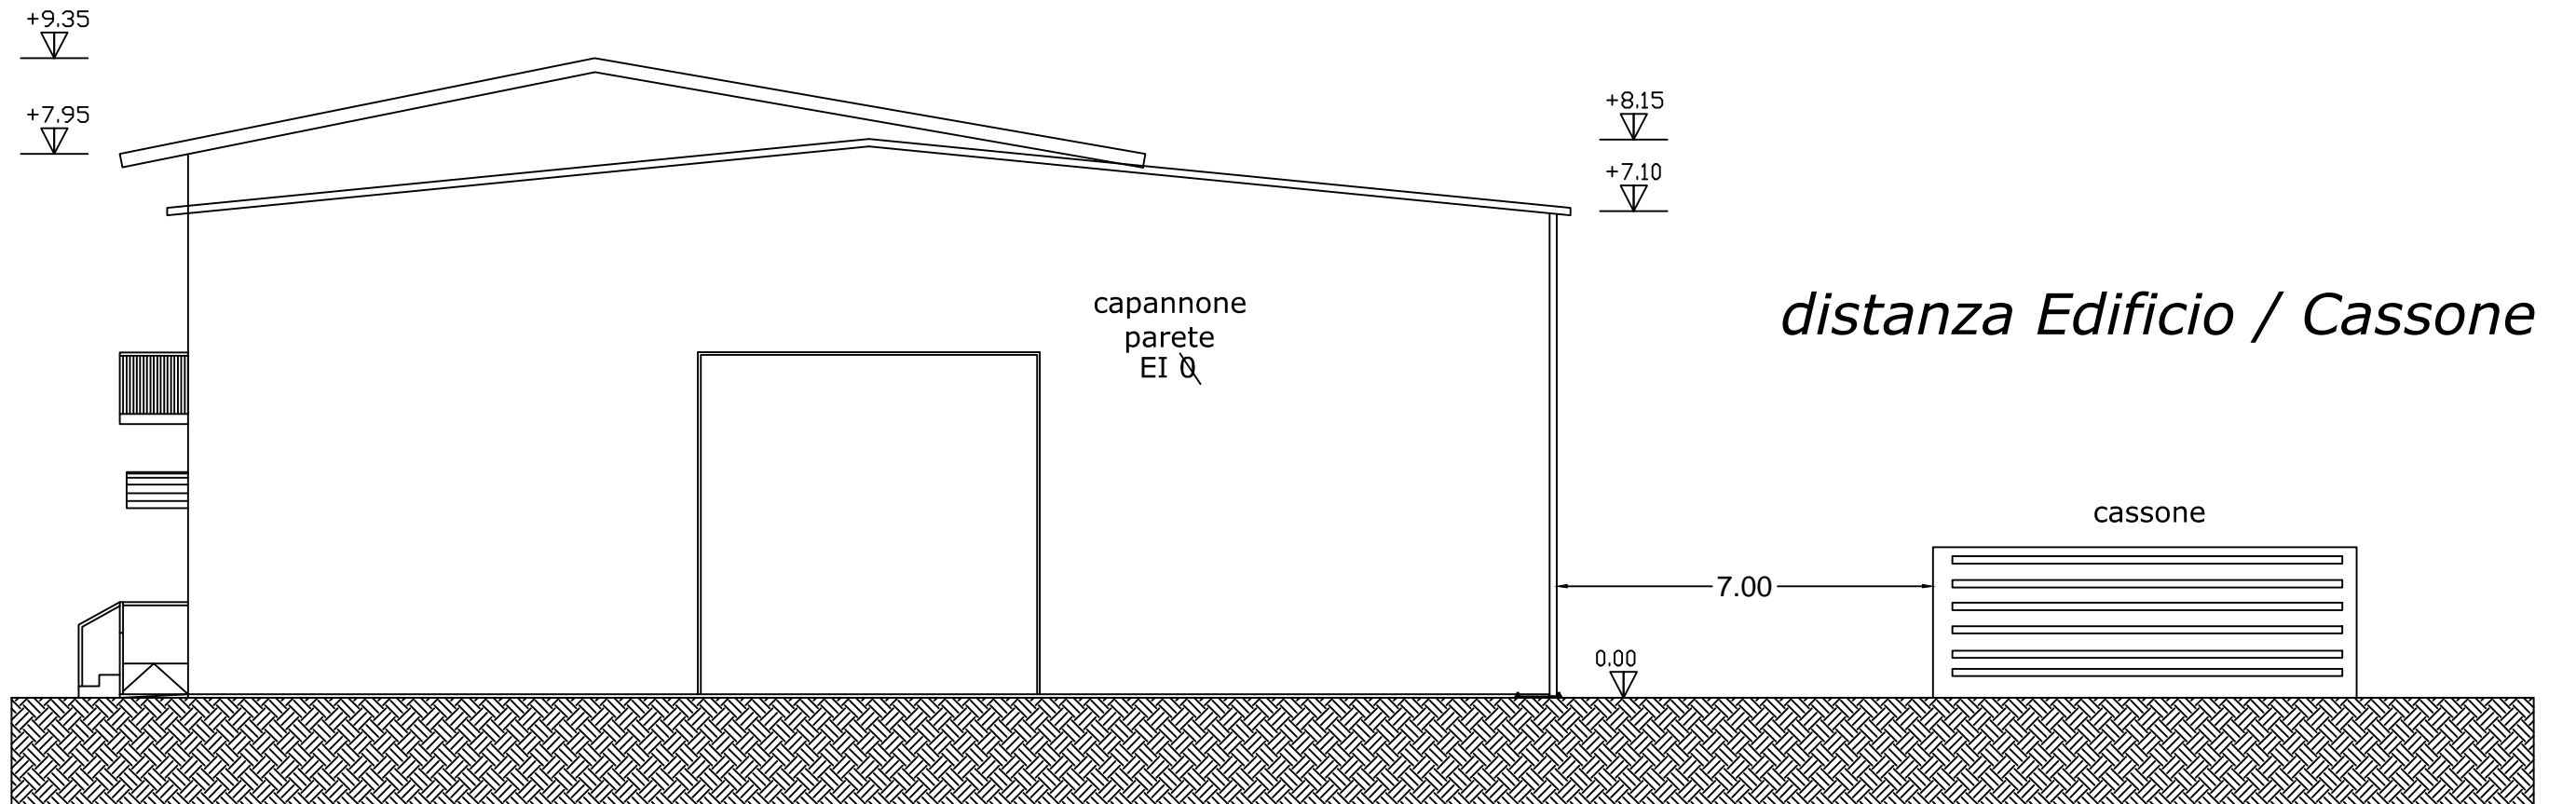 +9.35
+7.95
+8.15
+7.10
capannone
parete
EI 0
distanza Edificio / Cassone
cassone
7.00
0.00